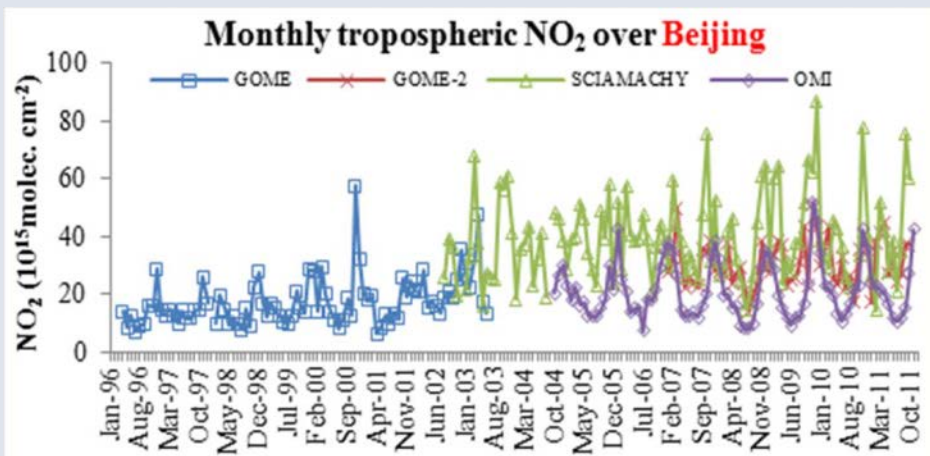 Monthly tropospheric NO₂ over Beijing
NO₂ (10¹⁵molec. cm⁻²)
100
80
60
40
20
0
GOME GOME-2 SCIAMACHY OMI
Jan-96 Aug-96 Mar-97 Oct-97 May-98 Dec-98 Jul-99 Feb-00 Sep-00 Apr-01 Nov-01 Jun-02 Jan-03 Aug-03 Mar-04 Oct-04 May-05 Dec-05 Jul-06 Feb-07 Sep-07 Apr-08 Nov-08 Jun-09 Jan-10 Aug-10 Mar-11 Oct-11